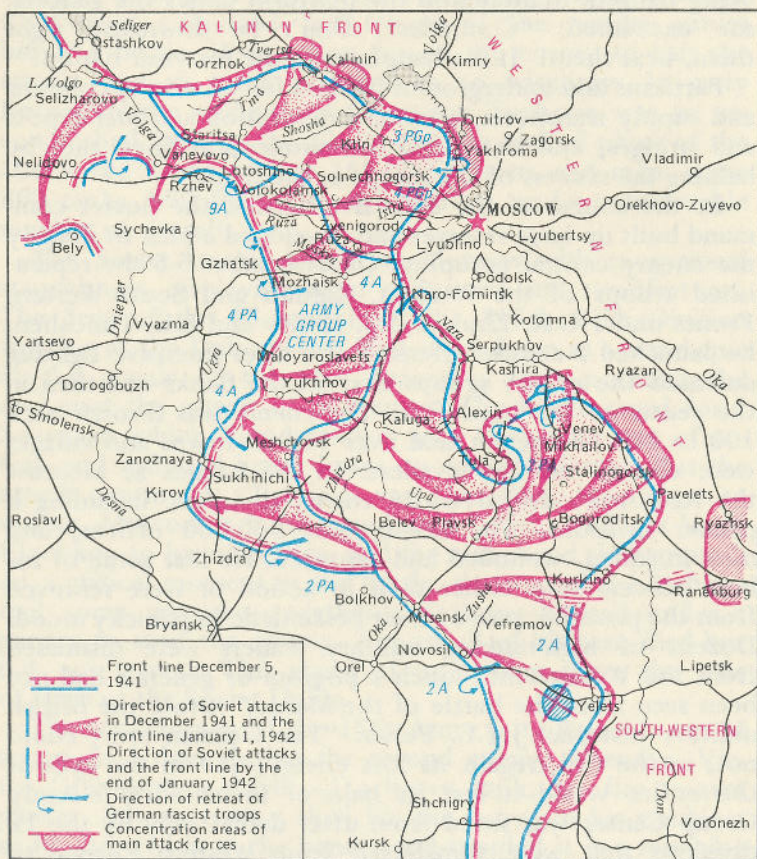 L. Seliger
Ostashkov
KALININ FRONT
Tvertsa
Torzhok
Kalinin
Volga
Kimry
WESTERN FRONT
L. Volgo
Selizharovo
Volga
Tma
Staritsa
Shosha
Klin
3 PGp
Dmitrov
Yakhroma
Zagorsk
Vladimir
Nelidovo
Vaneyevo
Rzhev
Lotoshino
Volokolamsk
Solnechnogorsk
4 PGp
Istra
MOSCOW
Orekhovo-Zuyevo
9A
Ruza
Zvenigorod
Ruza
Lyublino
Lyubertsy
Bely
Sychevka
Gzhatsk
Moskva
Mozhaisk
4 A
Podolsk
Naro-Fominsk
Dnieper
4 PA
ARMY
GROUP
CENTER
Nara
Kolomna
Vyazma
Yartsevo
Ugra
Maloyaroslavets
Serpukhov
Kashira
Ryazan
Oka
Dorogobuzh
Yukhnov
to Smolensk
4 A
Kaluga
Alexin
Venev
Mikhailov
Meshchovsk
Tula
2 PA
Stalinogorsk
Zanoznaya
Zhizdra
Desna
Sukhinichi
Upa
Pavelets
Kirov
Roslavl
Belev
Plavsk
Bogoroditsk
Ryazhsk
Zhizdra
Kurkino
Ranenburg
2 PA
Bolkhov
Zusha
Mtsensk
Yefremov
Bryansk
Oka
Novosil
2 A
Orel
2 A
Lipetsk
Yelets
SOUTH-WESTERN
FRONT
Don
Shchigry
Voronezh
Kursk
Front line December 5,
1941
Direction of Soviet attacks
in December 1941 and the
front line January 1, 1942
Direction of Soviet attacks
and the front line by the
end of January 1942
Direction of retreat of
German fascist troops
Concentration areas of
main attack forces